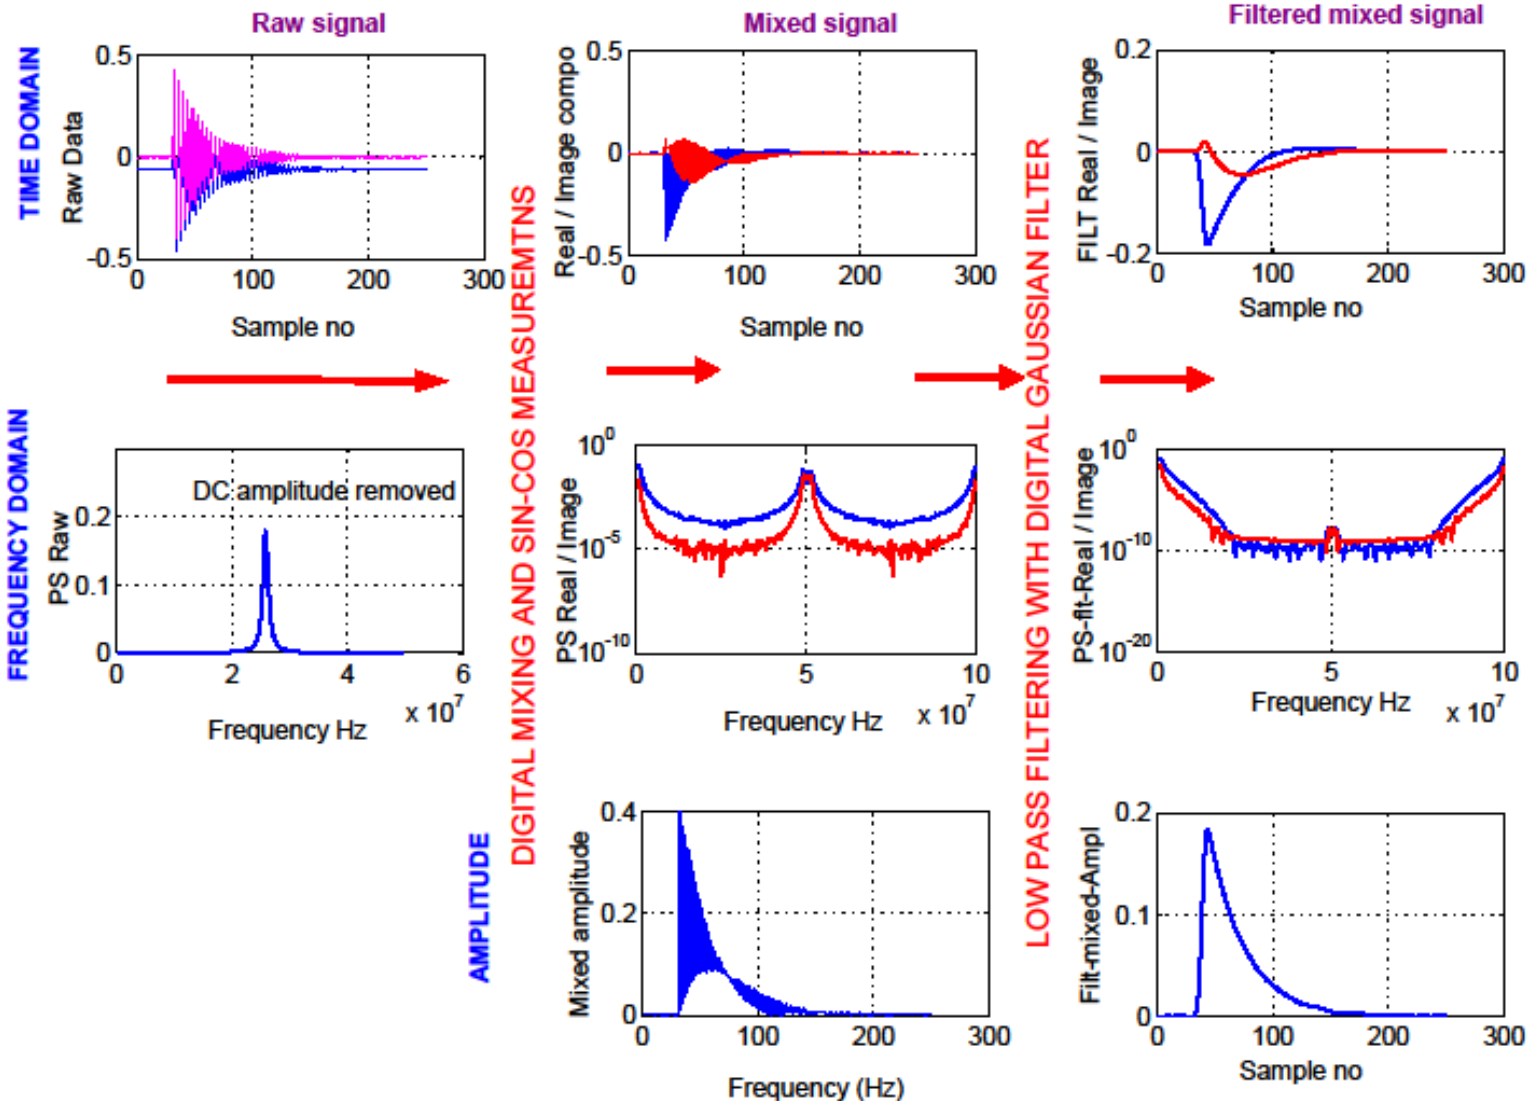 Raw signal
Mixed signal
Filtered mixed signal
TIME DOMAIN
Raw Data
0.5
0
-0.5
0 100 200 300
Sample no
Real / Image compo
0.5
0
-0.5
0 100 200 300
Sample no
FILT Real / Image
0.2
0
-0.2
0 100 200 300
Sample no
DIGITAL MIXING AND SIN-COS MEASUREMTNS
LOW PASS FILTERING WITH DIGITAL GAUSSIAN FILTER
FREQUENCY DOMAIN
PS Raw
DC amplitude removed
0.2
0.1
0
0 2 4 6
x 10^7
Frequency Hz
PS Real / Image
10^0
10^-5
10^-10
0 5 10
x 10^7
Frequency Hz
PS-flt-Real / Image
10^0
10^-10
10^-20
0 5 10
x 10^7
Frequency Hz
AMPLITUDE
Mixed amplitude
0.4
0.2
0
0 100 200 300
Frequency (Hz)
Filt-mixed-Ampl
0.2
0.1
0
0 100 200 300
Sample no